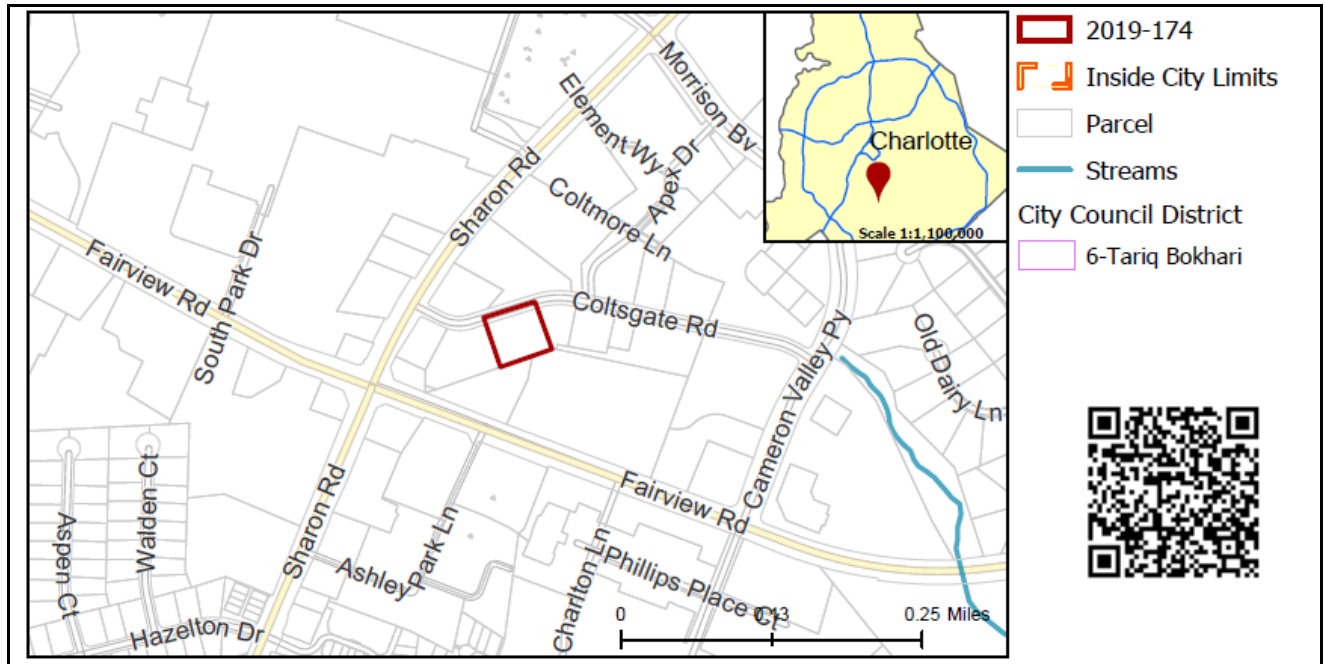 Morrison Bv
Element Wy
Apex Dr
Sharon Rd
Coltmore Ln
Fairview Rd
South Park Dr
Coltsgate Rd
Cameron Valley Py
Old Dairy Ln
Sharon Rd
Fairview Rd
Aspen Ct
Walden Ct
Ashley Park Ln
Charlton Ln
Phillips Place Ct
Hazelton Dr
0 0.13 0.25 Miles
Charlotte
Scale 1:1,100,000
2019-174
Inside City Limits
Parcel
Streams
City Council District
6-Tariq Bokhari